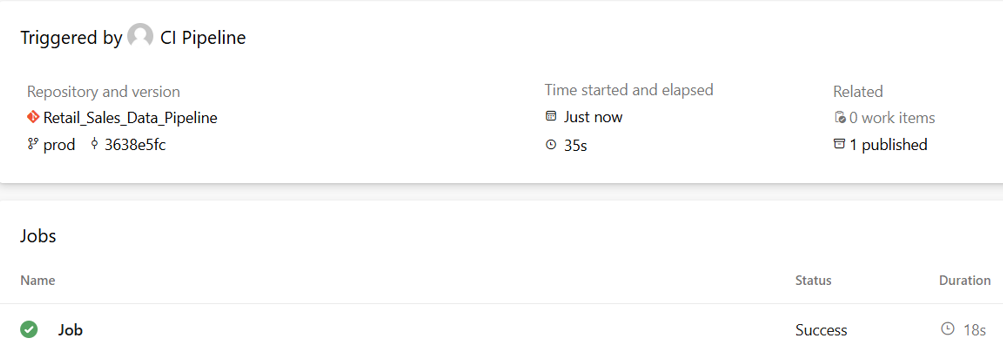 Triggered by CI Pipeline
Repository and version
Retail_Sales_Data_Pipeline
prod 3638e5fc
Time started and elapsed
Just now
35s
Related
0 work items
1 published
Jobs
Name Status Duration
Job Success 18s